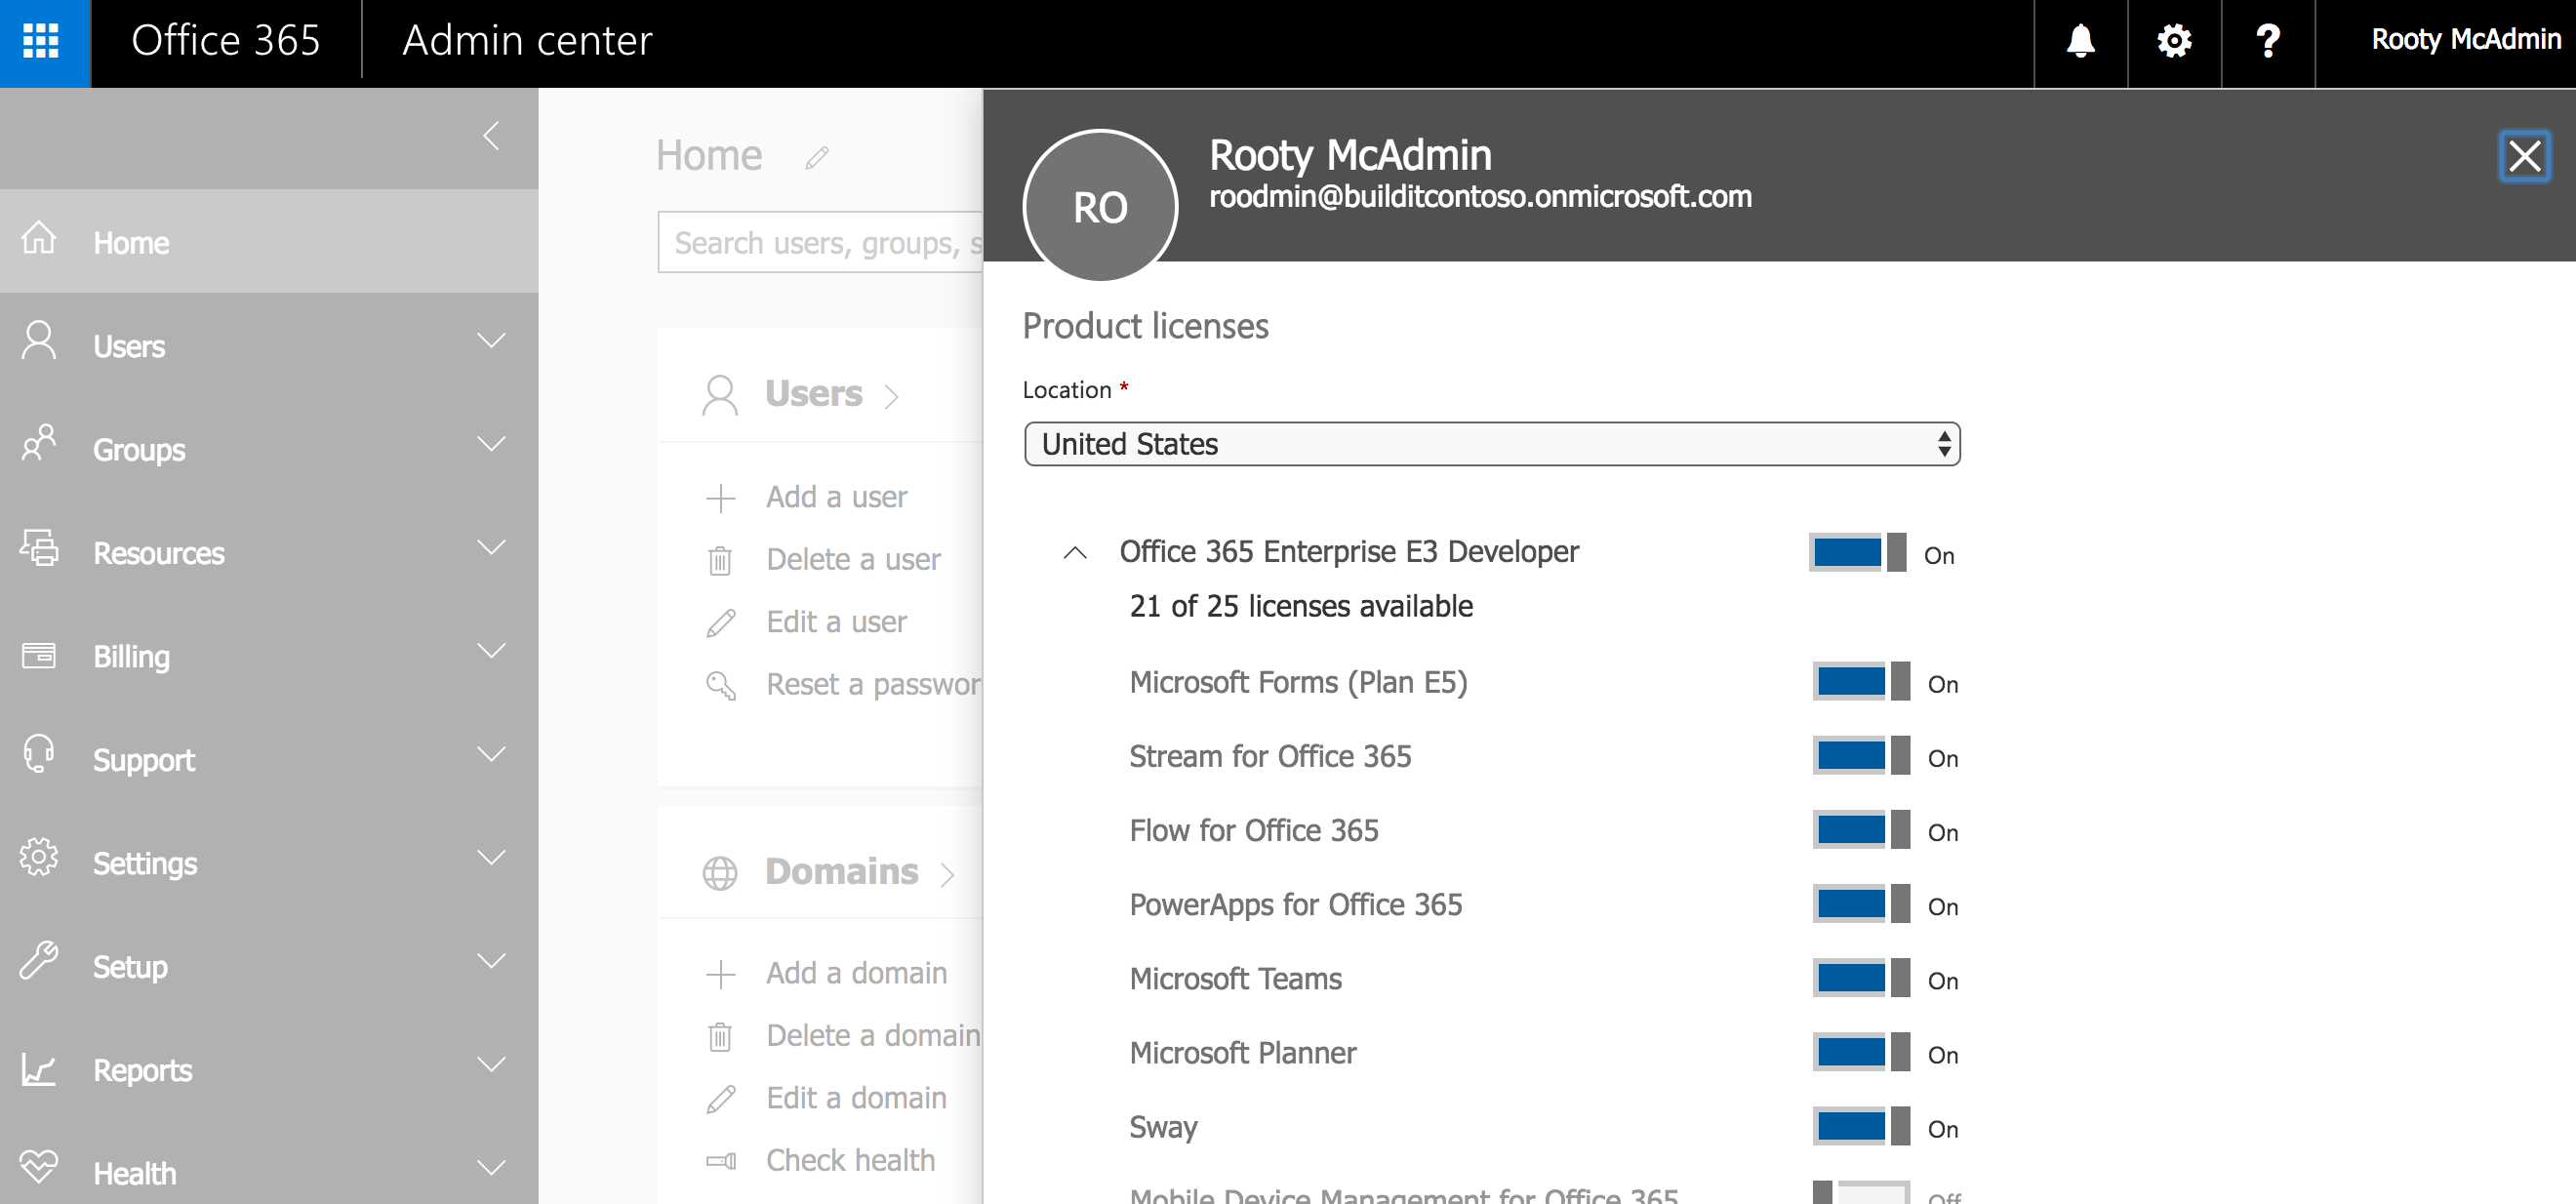 Office 365
Admin center
?
Rooty McAdmin
Home
Users
Groups
Resources
Billing
Support
Settings
Setup
Reports
Health
Home
Search users, groups, s
Users
Add a user
Delete a user
Edit a user
Reset a passwor
Domains
Add a domain
Delete a domain
Edit a domain
Check health
RO
Rooty McAdmin
roodmin@builditcontoso.onmicrosoft.com
Product licenses
Location *
United States
Office 365 Enterprise E3 Developer On
21 of 25 licenses available
Microsoft Forms (Plan E5) On
Stream for Office 365 On
Flow for Office 365 On
PowerApps for Office 365 On
Microsoft Teams On
Microsoft Planner On
Sway On
Mobile Device Management for Office 365 Off